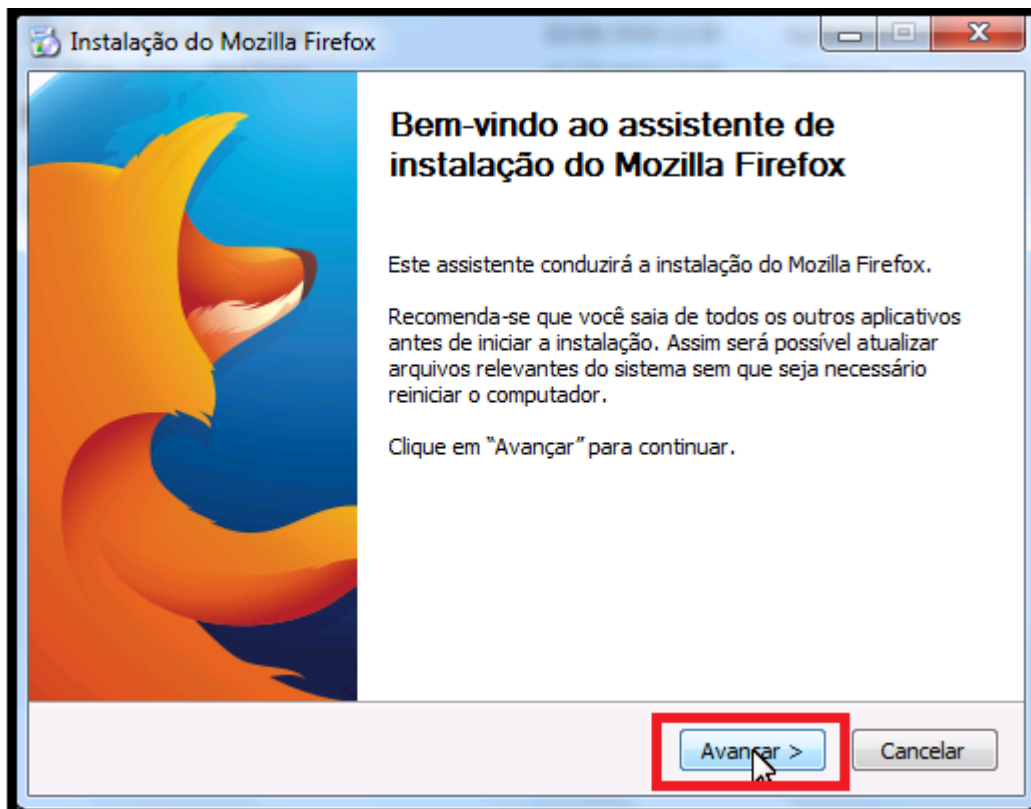 Instalação do Mozilla Firefox
Bem-vindo ao assistente de
instalação do Mozilla Firefox
Este assistente conduzirá a instalação do Mozilla Firefox.
Recomenda-se que você saia de todos os outros aplicativos
antes de iniciar a instalação. Assim será possível atualizar
arquivos relevantes do sistema sem que seja necessário
reiniciar o computador.
Clique em “Avançar” para continuar.
Avançar >
Cancelar